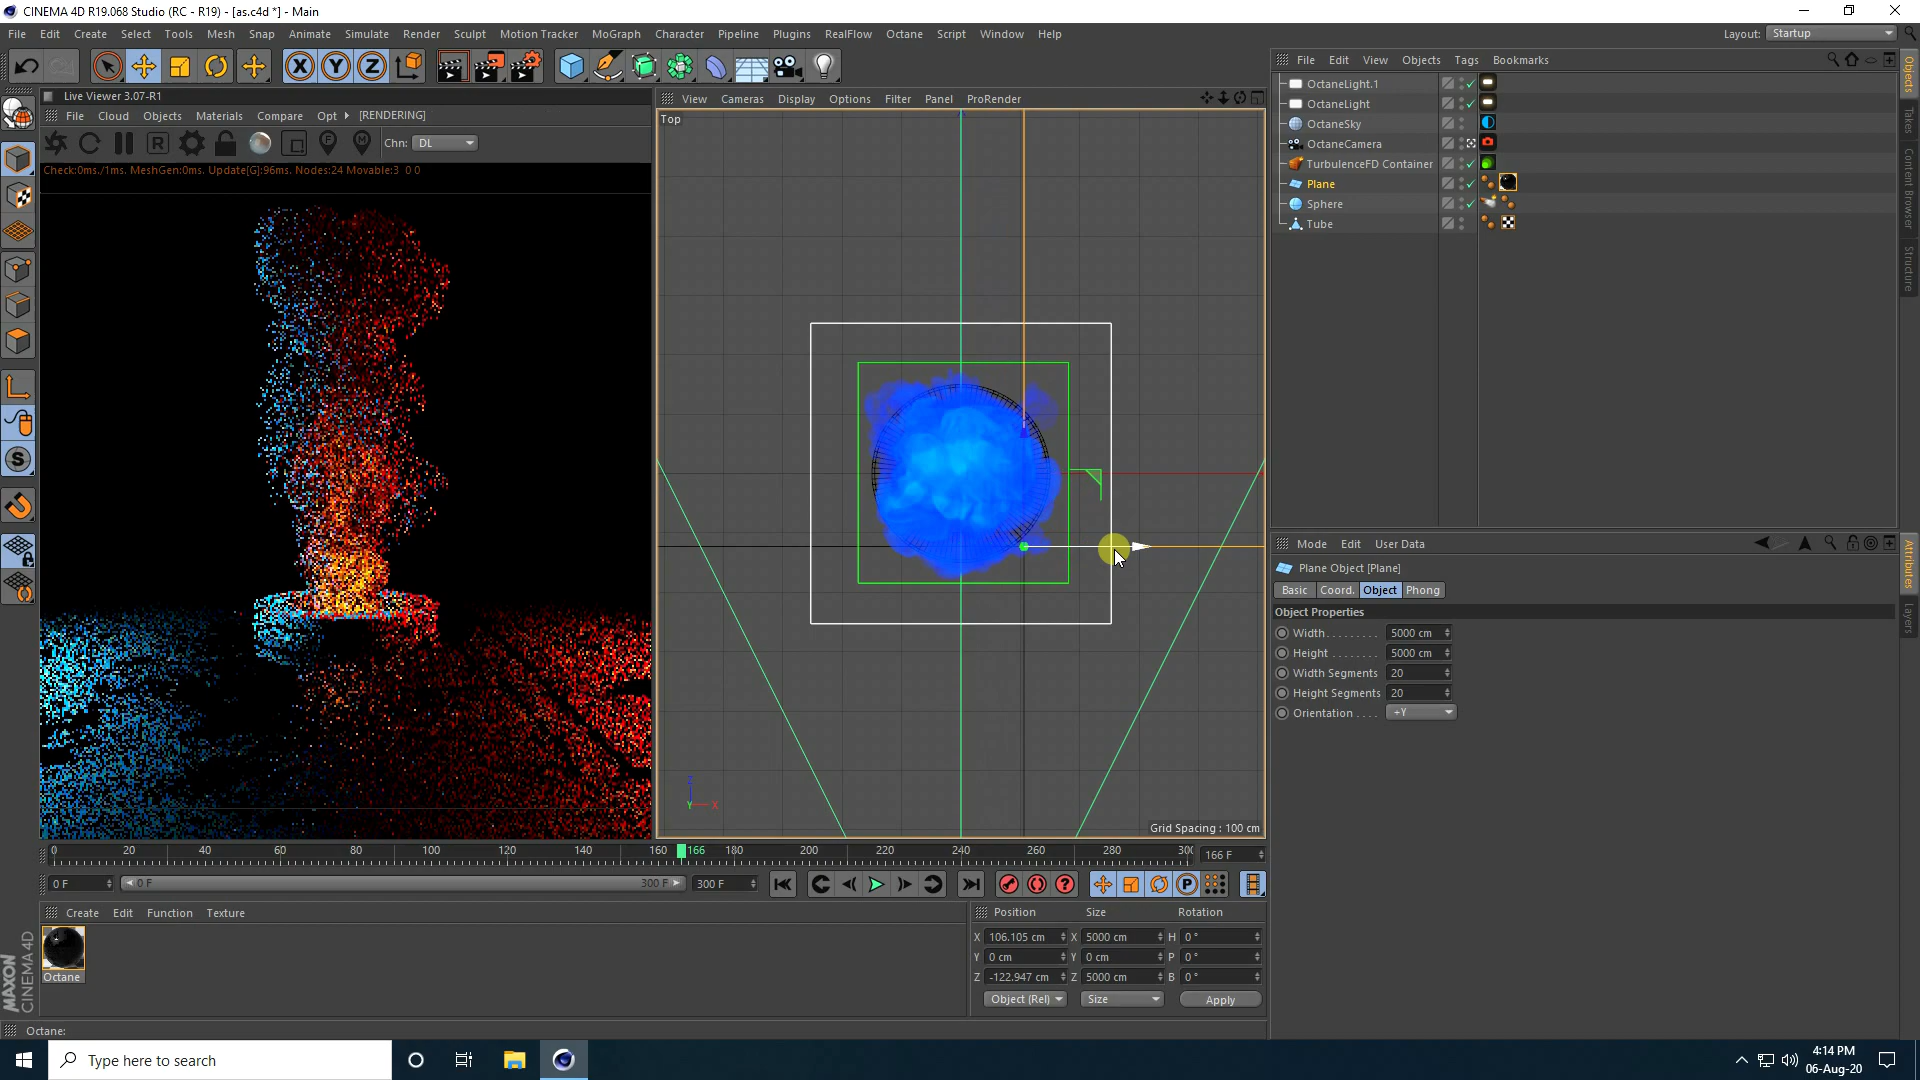 CINEMA 4D R19.068 Studio (RC - R19) - [as.c4d *] - Main
File Edit Create Select Tools Mesh Snap Animate Simulate Render Sculpt Motion Tracker MoGraph Character Pipeline Plugins RealFlow Octane Script Window Help
Layout: Startup
Live Viewer 3.07-R1
File Cloud Objects Materials Compare Opt [RENDERING]
Chn: DL
Check:0ms./1ms. MeshGen:0ms. Update[G]:96ms. Nodes:24 Movable:3 0 0
View Cameras Display Options Filter Panel ProRender
Top
Z
Y
X
Grid Spacing : 100 cm
File Edit View Objects Tags Bookmarks
OctaneLight.1
OctaneLight
OctaneSky
OctaneCamera
TurbulenceFD Container
Plane
Sphere
Tube
Objects
Takes
Content Browser
Structure
Mode Edit User Data
Plane Object [Plane]
Basic Coord. Object Phong
Object Properties
Width 5000 cm
Height 5000 cm
Width Segments 20
Height Segments 20
Orientation +Y
Attributes
Layers
0 20 40 60 80 100 120 140 160 166 180 200 220 240 260 280 300
166 F
0 F
0 F
300 F
300 F
Create Edit Function Texture
Octane
Position Size Rotation
X 106.105 cm X 5000 cm H 0 °
Y 0 cm Y 0 cm P 0 °
Z -122.947 cm Z 5000 cm B 0 °
Object (Rel) Size Apply
MAXON
CINEMA 4D
Octane:
Type here to search
4:14 PM
06-Aug-20